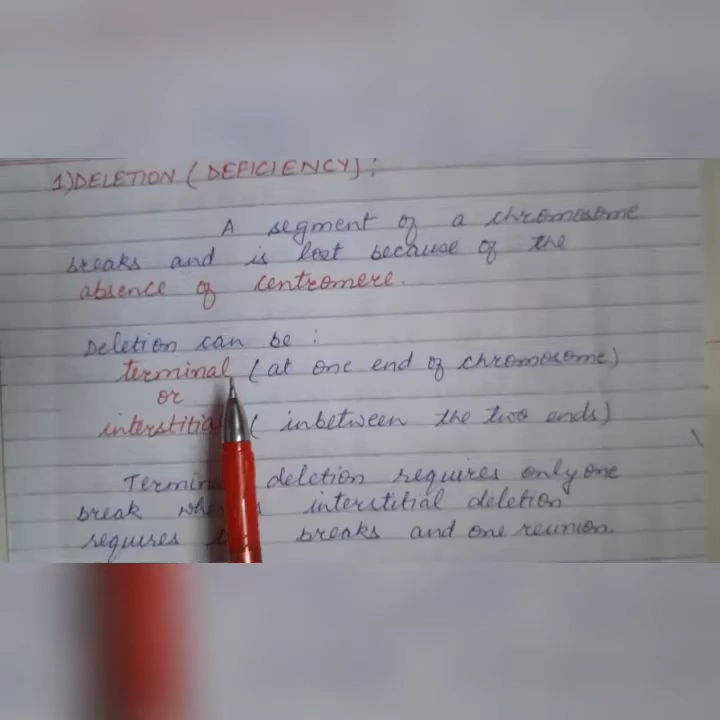 1) DELETION ( DEFICIENCY) :
A segment of a chromosome
breaks and is lost because of the
absence of centromere.
Deletion can be :
terminal ( at one end of chromosome)
or
interstitial ( inbetween the two ends)
deletion requires only one
break interstitial deletion
requires breaks and one reunion.